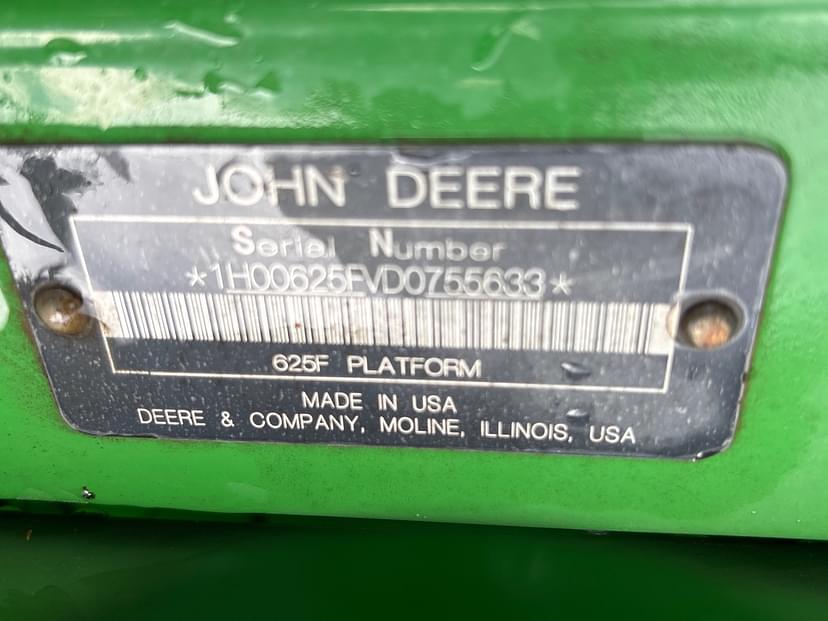 JOHN DEERE
Serial Number
*1H00625FVD0755633*
625F PLATFORM
MADE IN USA
DEERE & COMPANY, MOLINE, ILLINOIS, USA